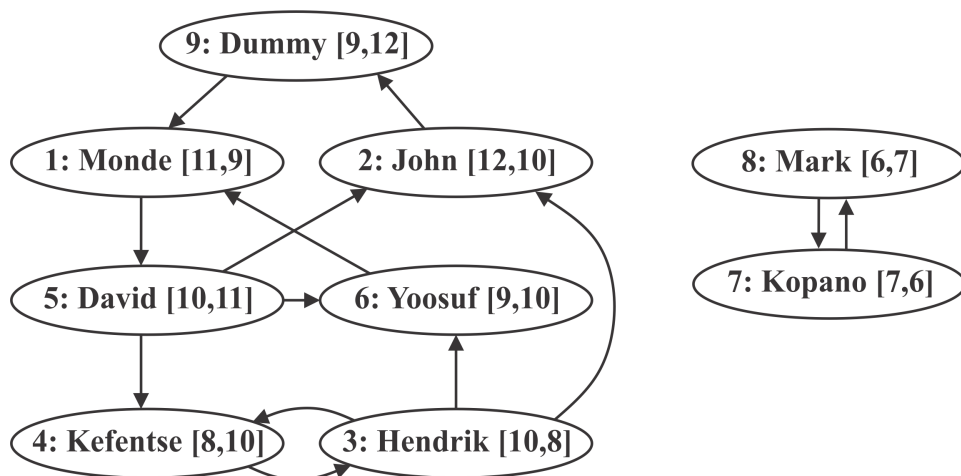 9: Dummy [9,12]
1: Monde [11,9]
2: John [12,10]
8: Mark [6,7]
5: David [10,11]
6: Yoosuf [9,10]
7: Kopano [7,6]
4: Kefentse [8,10]
3: Hendrik [10,8]